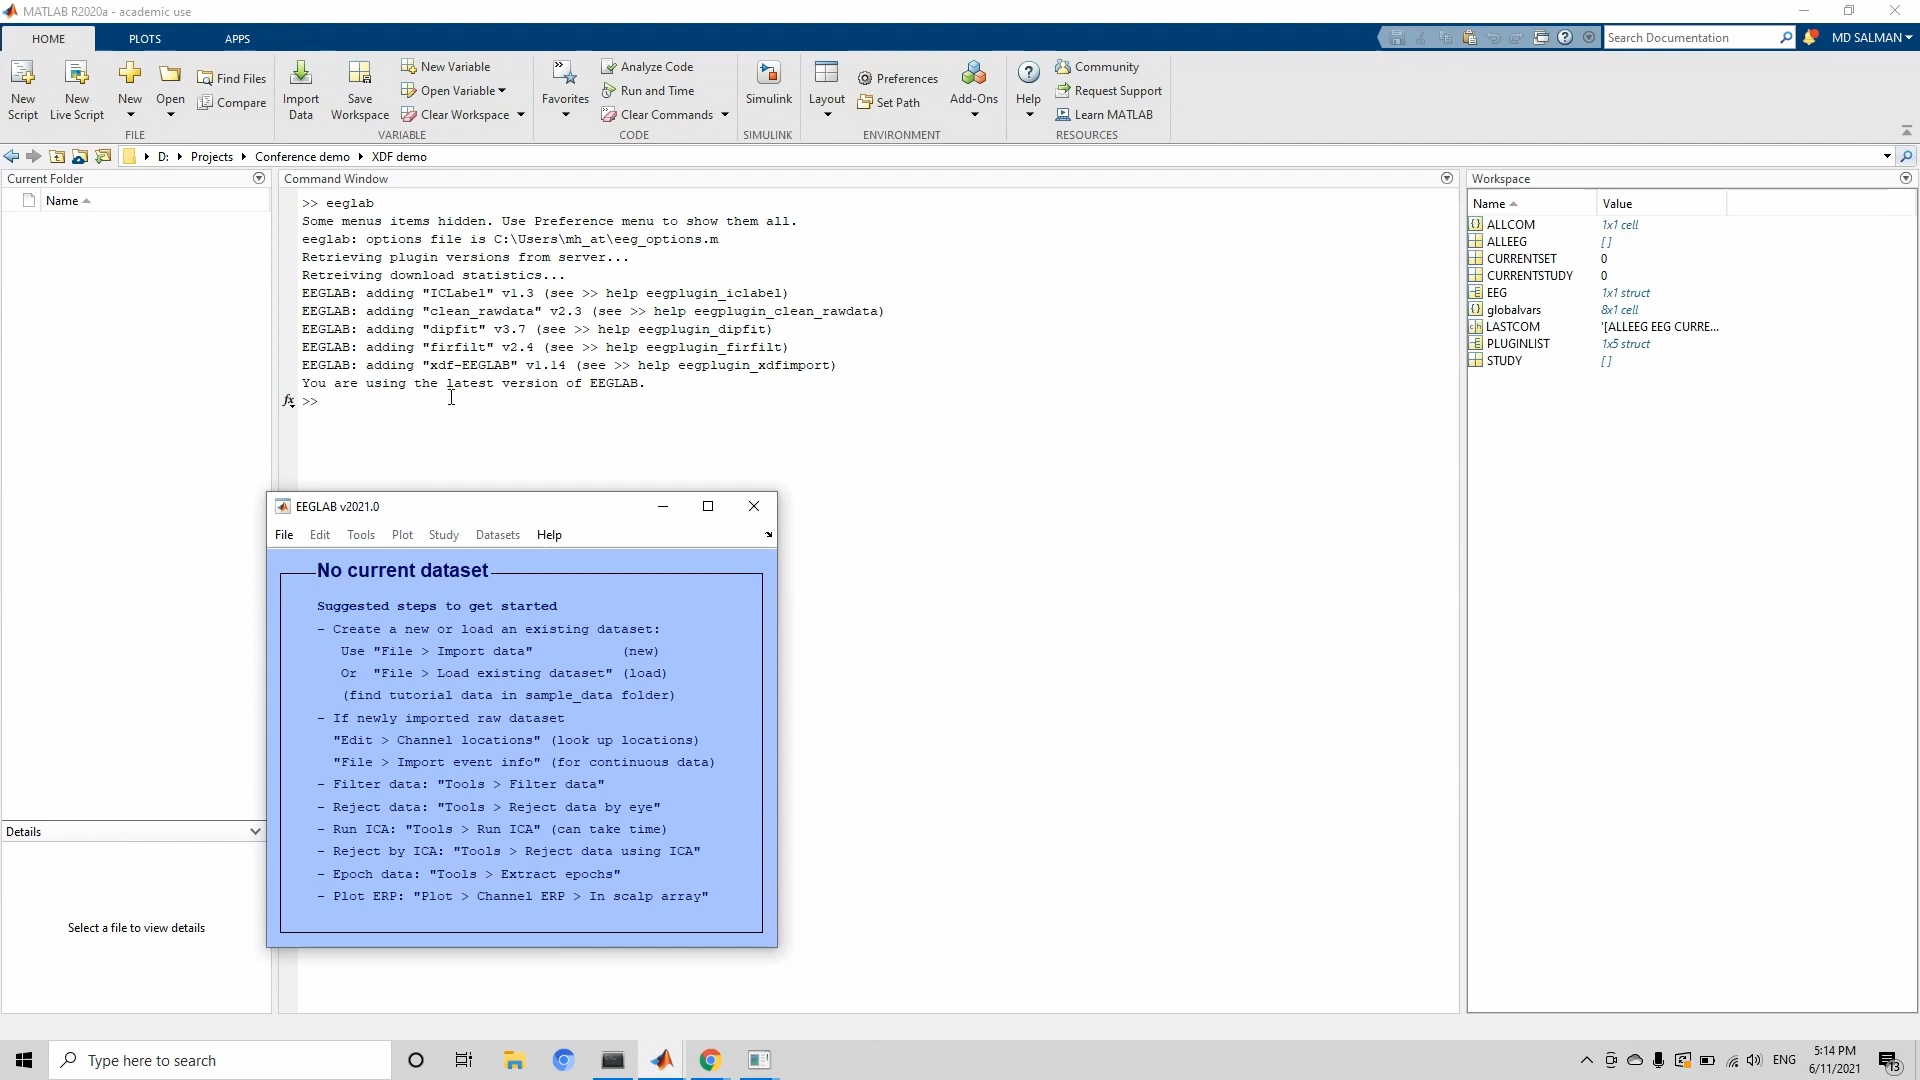 MATLAB R2020a - academic use
HOME PLOTS APPS
Search Documentation
MD SALMAN
New Script
New Live Script
New
Open
Find Files
Compare
FILE
Import Data
Save Workspace
New Variable
Open Variable
Clear Workspace
VARIABLE
Favorites
Analyze Code
Run and Time
Clear Commands
CODE
Simulink
SIMULINK
Layout
Preferences
Set Path
Add-Ons
ENVIRONMENT
Help
Community
Request Support
Learn MATLAB
RESOURCES
D: Projects Conference demo XDF demo
Current Folder
Name
Details
Select a file to view details
Command Window
>> eeglab
Some menus items hidden. Use Preference menu to show them all.
eeglab: options file is C:\Users\mh_at\eeg_options.m
Retrieving plugin versions from server...
Retreiving download statistics...
EEGLAB: adding "ICLabel" v1.3 (see >> help eegplugin_iclabel)
EEGLAB: adding "clean_rawdata" v2.3 (see >> help eegplugin_clean_rawdata)
EEGLAB: adding "dipfit" v3.7 (see >> help eegplugin_dipfit)
EEGLAB: adding "firfilt" v2.4 (see >> help eegplugin_firfilt)
EEGLAB: adding "xdf-EEGLAB" v1.14 (see >> help eegplugin_xdfimport)
You are using the latest version of EEGLAB.
fx >>
EEGLAB v2021.0
File Edit Tools Plot Study Datasets Help
No current dataset
Suggested steps to get started
- Create a new or load an existing dataset:
Use "File > Import data" (new)
Or "File > Load existing dataset" (load)
(find tutorial data in sample_data folder)
- If newly imported raw dataset
"Edit > Channel locations" (look up locations)
"File > Import event info" (for continuous data)
- Filter data: "Tools > Filter data"
- Reject data: "Tools > Reject data by eye"
- Run ICA: "Tools > Run ICA" (can take time)
- Reject by ICA: "Tools > Reject data using ICA"
- Epoch data: "Tools > Extract epochs"
- Plot ERP: "Plot > Channel ERP > In scalp array"
Workspace
Name Value
ALLCOM 1x1 cell
ALLEEG []
CURRENTSET 0
CURRENTSTUDY 0
EEG 1x1 struct
globalvars 8x1 cell
LASTCOM '[ALLEEG EEG CURRE...
PLUGINLIST 1x5 struct
STUDY []
Type here to search
ENG
5:14 PM
6/11/2021
13